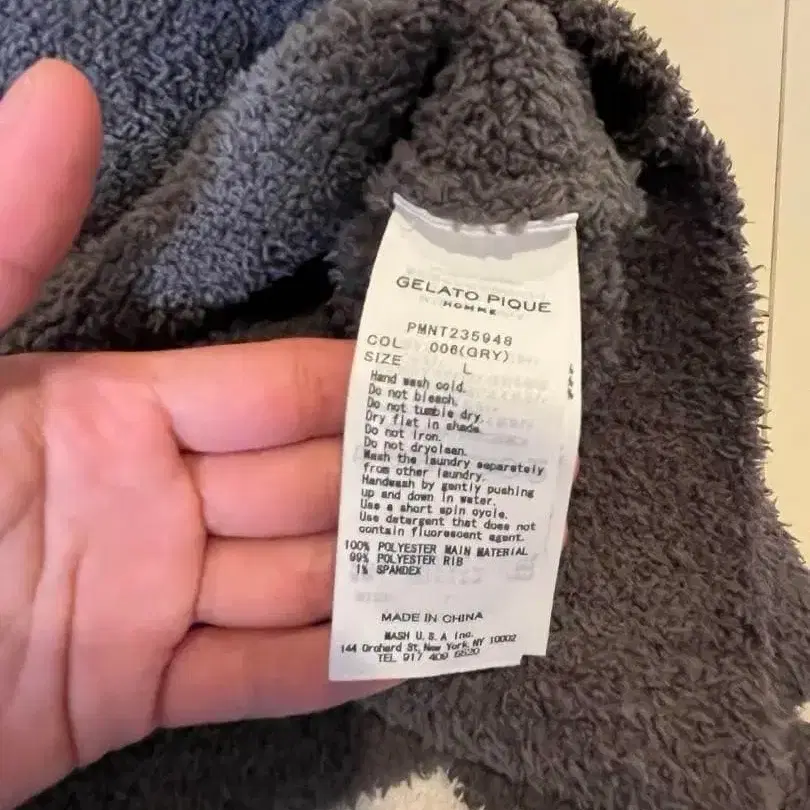 GELATO PIQUE
HOMME
PMNT235948
COL 006(GRY)
SIZE L
Hand wash cold.
Do not bleach.
Do not tumble dry.
Dry flat in shade.
Do not iron.
Do not dryclean.
Wash the laundry separately
from other laundry.
Handwash by gently pushing
up and down in water.
Use a short spin cycle.
Use detergent that does not
contain fluorescent agent.
100% POLYESTER MAIN MATERIAL
99% POLYESTER RIB
1% SPANDEX
MADE IN CHINA
MASH U.S.A Inc.
144 Orchard St, New York, NY 10002
TEL 917 409 5520